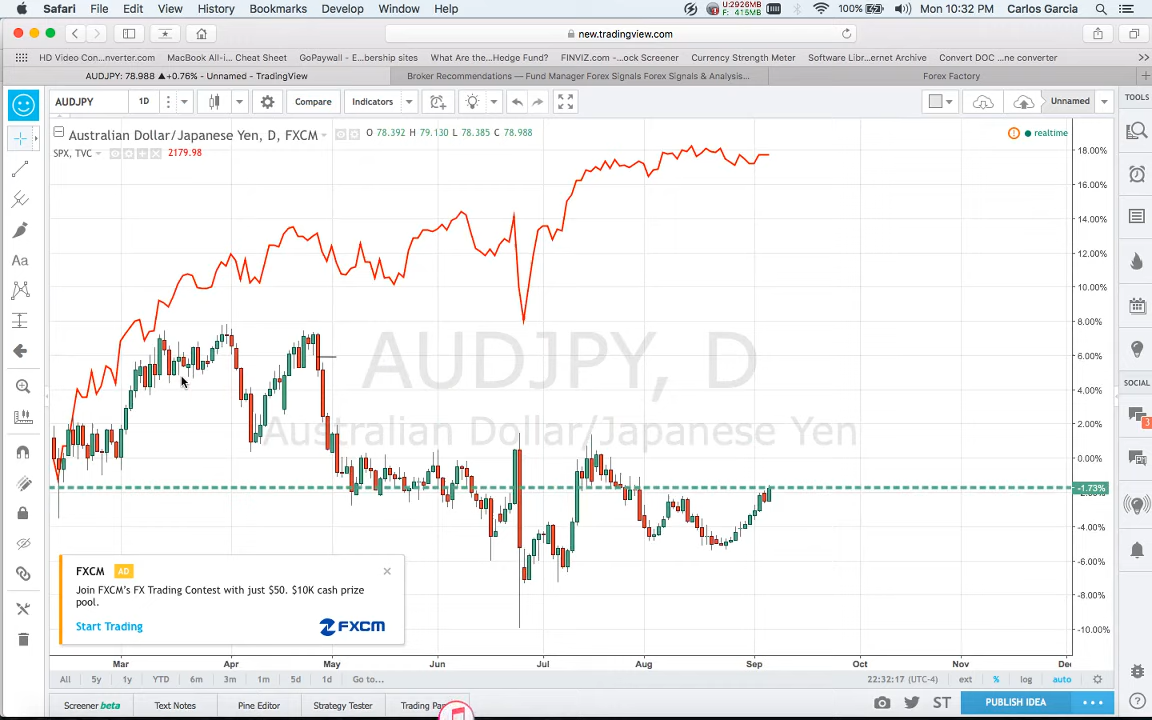 Safari File Edit View History Bookmarks Develop Window Help U:2926MB F: 415MB 100% Mon 10:32 PM Carlos Garcia
new.tradingview.com
HD Video Con...nverter.com MacBook All-i... Cheat Sheet GoPaywall — E...bership sites What Are the...Hedge Fund? FINVIZ.com -...ock Screener Currency Strength Meter Software Libr...ernet Archive Convert DOC ...ne converter
AUDJPY: 78.988 ▲+0.76% - Unnamed - TradingView Broker Recommendations — Fund Manager Forex Signals Forex Signals & Analysis... Forex Factory
AUDJPY 1D Compare Indicators Unnamed TOOLS
Australian Dollar/Japanese Yen, D, FXCM O 78.392 H 79.130 L 78.385 C 78.988 realtime
SPX, TVC 2179.98
18.00%
16.00%
14.00%
12.00%
10.00%
8.00%
6.00%
4.00%
2.00%
0.00%
-1.73%
-4.00%
-6.00%
-8.00%
-10.00%
Aa
AUDJPY, D
Australian Dollar/Japanese Yen
SOCIAL
3
FXCM AD
Join FXCM's FX Trading Contest with just $50. $10K cash prize
pool.
Start Trading FXCM
Mar Apr May Jun Jul Aug Sep Oct Nov De
All 5y 1y YTD 6m 3m 1m 5d 1d Go to... 22:32:17 (UTC-4) ext % log auto
Screener beta Text Notes Pine Editor Strategy Tester Trading Pa ST PUBLISH IDEA